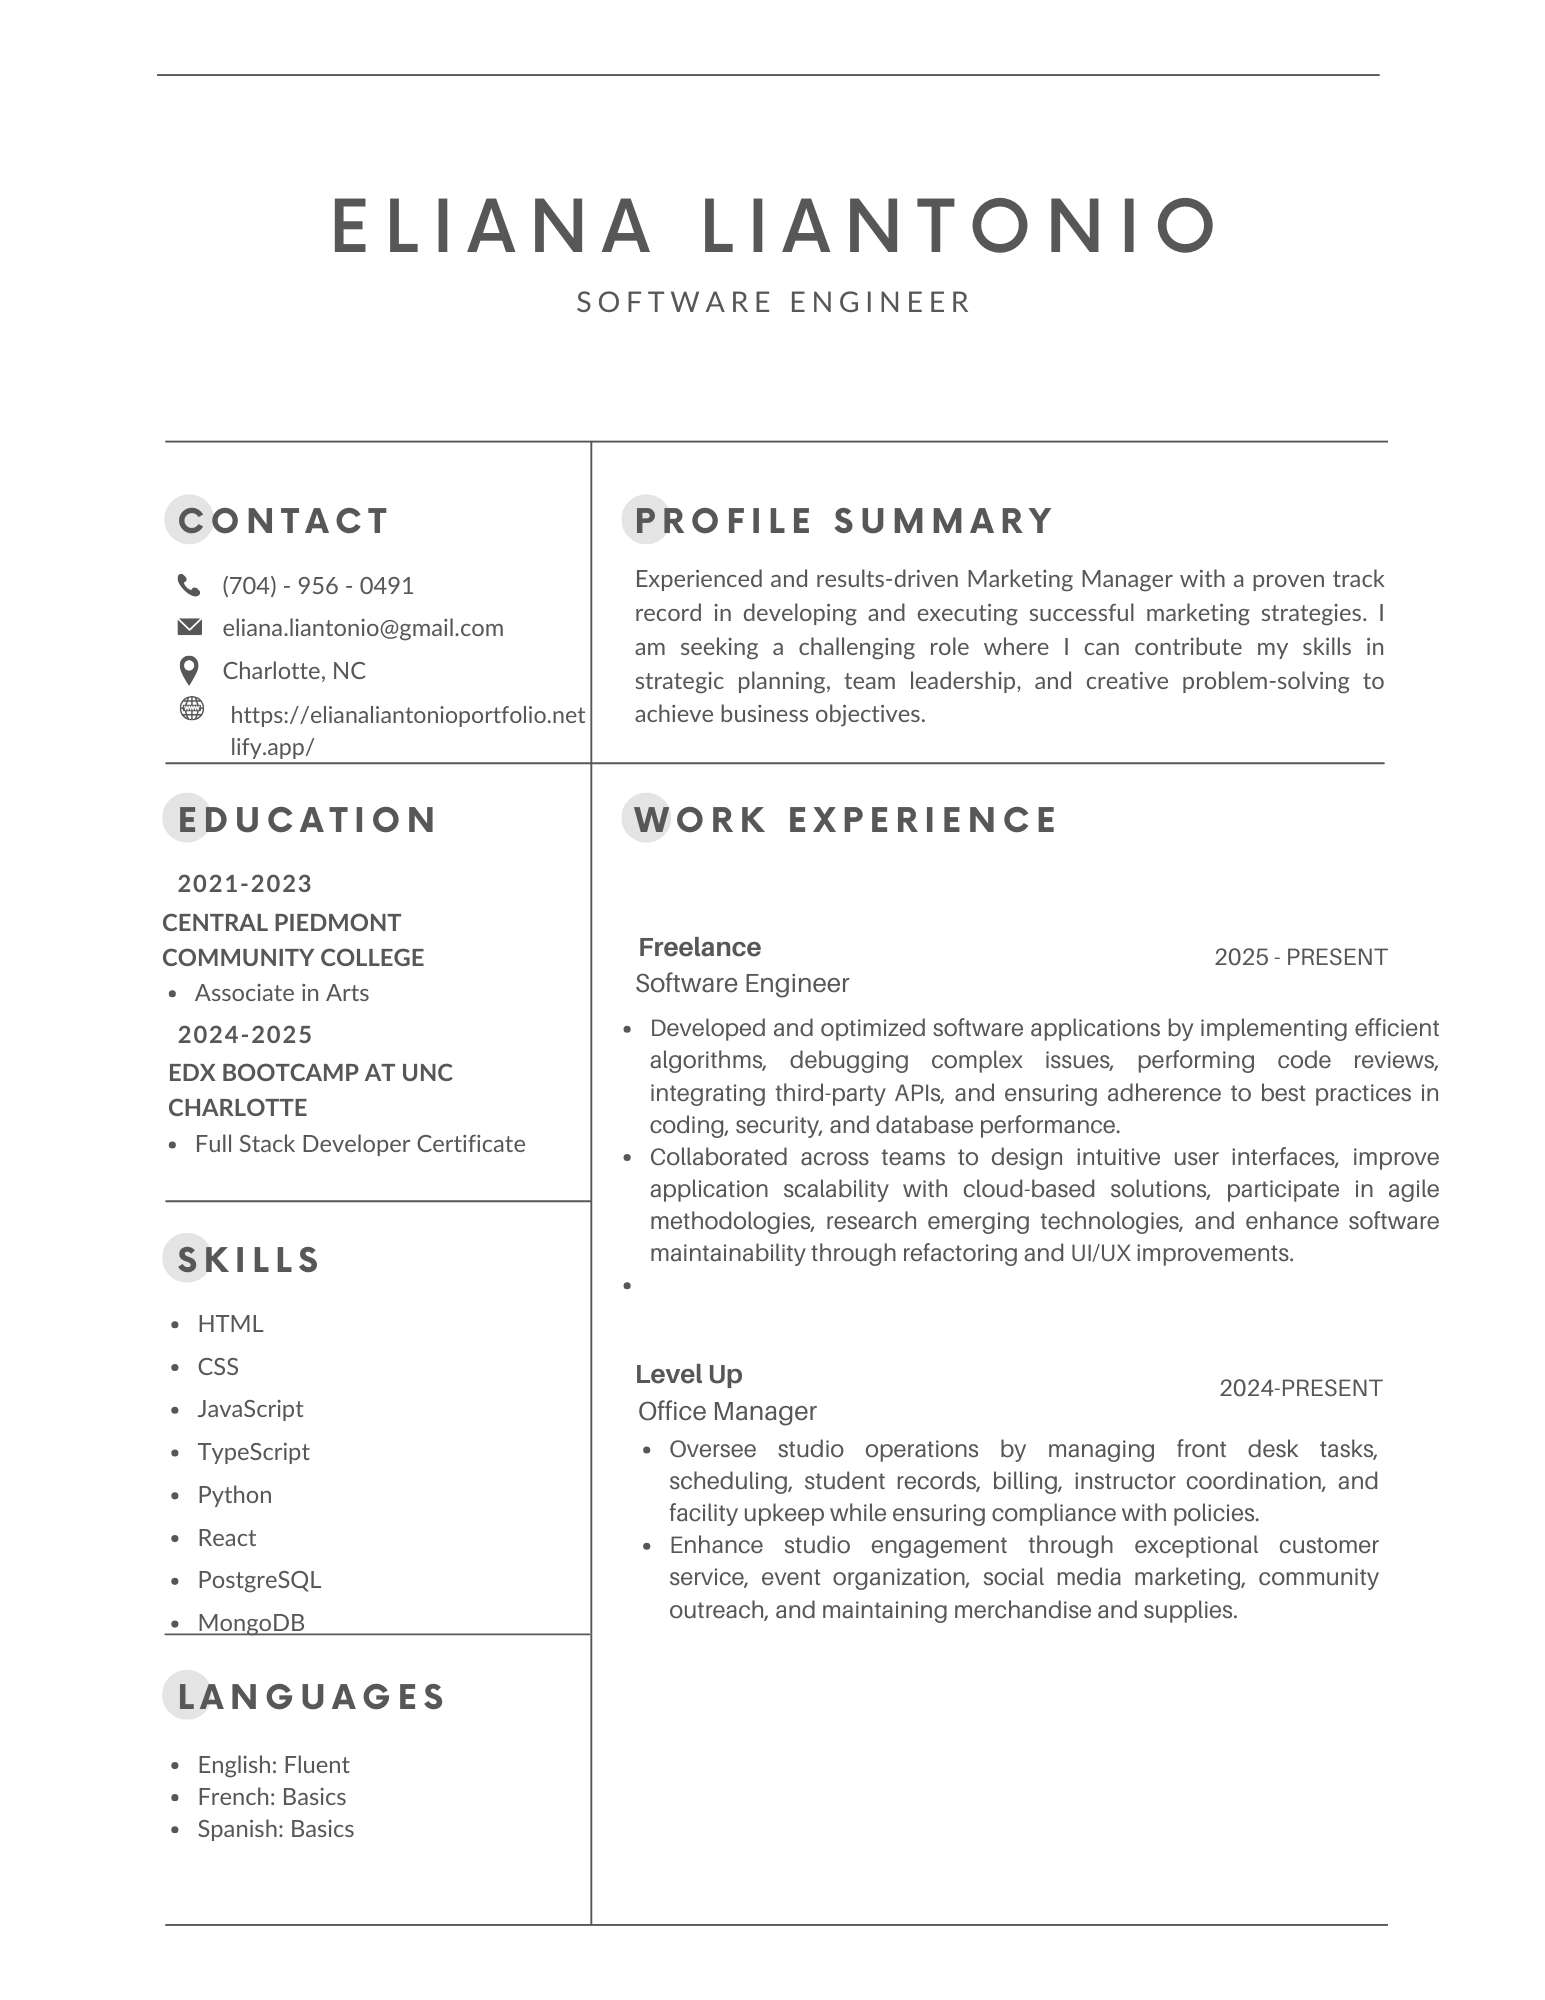 ELIANA LIANTONIO
SOFTWARE ENGINEER
CONTACT
(704) - 956 - 0491
eliana.liantonio@gmail.com
Charlotte, NC
https://elianaliantonioportfolio.net
lify.app/
EDUCATION
2021-2023
CENTRAL PIEDMONT
COMMUNITY COLLEGE
• Associate in Arts
2024-2025
EDX BOOTCAMP AT UNC
CHARLOTTE
• Full Stack Developer Certificate
SKILLS
• HTML
• CSS
• JavaScript
• TypeScript
• Python
• React
• PostgreSQL
• MongoDB
LANGUAGES
• English: Fluent
• French: Basics
• Spanish: Basics
PROFILE SUMMARY
Experienced and results-driven Marketing Manager with a proven track
record in developing and executing successful marketing strategies. I
am seeking a challenging role where I can contribute my skills in
strategic planning, team leadership, and creative problem-solving to
achieve business objectives.
WORK EXPERIENCE
Freelance
2025 - PRESENT
Software Engineer
• Developed and optimized software applications by implementing efficient
algorithms, debugging complex issues, performing code reviews,
integrating third-party APIs, and ensuring adherence to best practices in
coding, security, and database performance.
• Collaborated across teams to design intuitive user interfaces, improve
application scalability with cloud-based solutions, participate in agile
methodologies, research emerging technologies, and enhance software
maintainability through refactoring and UI/UX improvements.
•
Level Up
2024-PRESENT
Office Manager
• Oversee studio operations by managing front desk tasks,
scheduling, student records, billing, instructor coordination, and
facility upkeep while ensuring compliance with policies.
• Enhance studio engagement through exceptional customer
service, event organization, social media marketing, community
outreach, and maintaining merchandise and supplies.